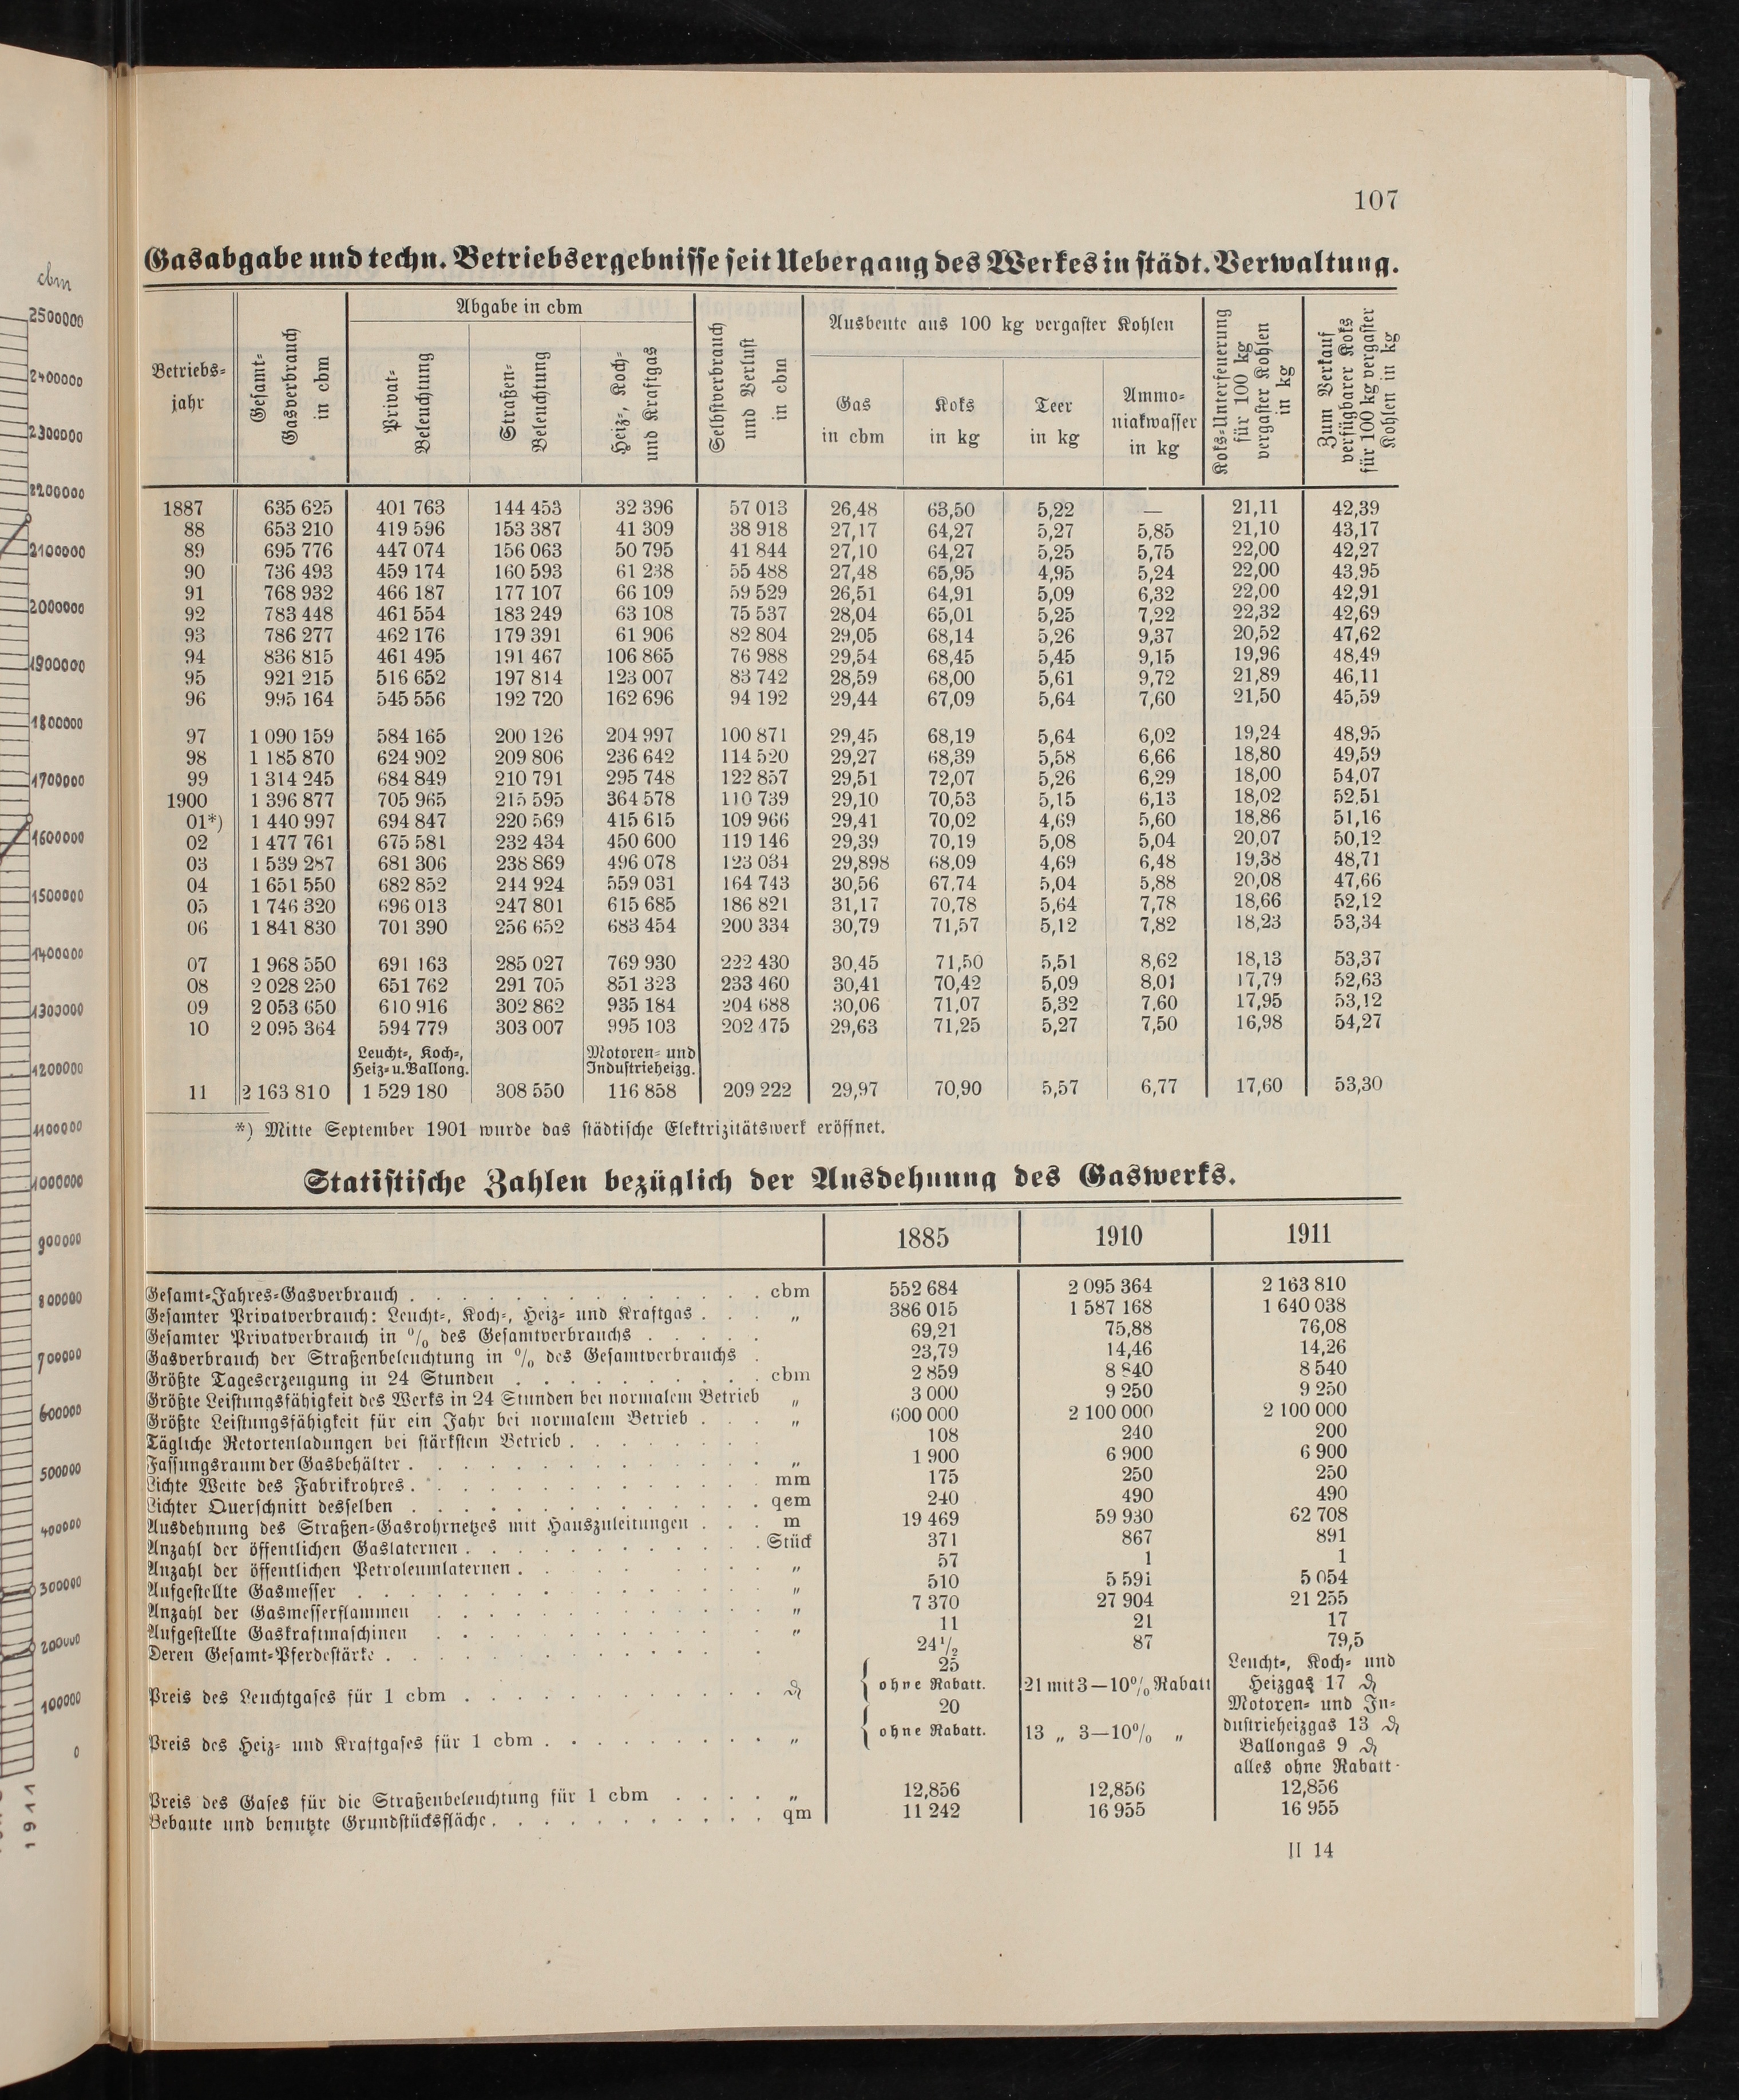 107
Gasabgabe und techn. Betriebsergebnisse seit Uebergang des Werkes in städt. Verwaltung.
Betriebs-jahr | Gesamt-Gasverbrauch in cbm | Abgabe in cbm: Privat-Beleuchtung | Straßen-Beleuchtung | Heiz-, Koch- und Kraftgas | Selbstverbrauch und Verlust in cbm | Ausbeute aus 100 kg vergaster Kohlen: Gas in cbm | Koks in kg | Teer in kg | Ammoniakwasser in kg | Koks-Unterfeuerung für 100 kg vergaster Kohlen in kg | Zum Verkauf verfügbarer Koks für 100 kg vergaster Kohlen in kg
1887 635 625 401 763 144 453 32 396 57 013 26,48 63,50 5,22 — 21,11 42,39
88 653 210 419 596 153 387 41 309 38 918 27,17 64,27 5,27 5,85 21,10 43,17
89 695 776 447 074 156 063 50 795 41 844 27,10 64,27 5,25 5,75 22,00 42,27
90 736 493 459 174 160 593 61 238 55 488 27,48 65,95 4,95 5,24 22,00 43,95
91 768 932 466 187 177 107 66 109 59 529 26,51 64,91 5,09 6,32 22,00 42,91
92 783 448 461 554 183 249 63 108 75 537 28,04 65,01 5,25 7,22 22,32 42,69
93 786 277 462 176 179 391 61 906 82 804 29,05 68,14 5,26 9,37 20,52 47,62
94 836 815 461 495 191 467 106 865 76 988 29,54 68,45 5,45 9,15 19,96 48,49
95 921 215 516 652 197 814 123 007 83 742 28,59 68,00 5,61 9,72 21,89 46,11
96 995 164 545 556 192 720 162 696 94 192 29,44 67,09 5,64 7,60 21,50 45,59
97 1 090 159 584 165 200 126 204 997 100 871 29,45 68,19 5,64 6,02 19,24 48,95
98 1 185 870 624 902 209 806 236 642 114 520 29,27 68,39 5,58 6,66 18,80 49,59
99 1 314 245 684 849 210 791 295 748 122 857 29,51 72,07 5,26 6,29 18,00 54,07
1900 1 396 877 705 965 215 595 364 578 110 739 29,10 70,53 5,15 6,13 18,02 52,51
01*) 1 440 997 694 847 220 569 415 615 109 966 29,41 70,02 4,69 5,60 18,86 51,16
02 1 477 761 675 581 232 434 450 600 119 146 29,39 70,19 5,08 5,04 20,07 50,12
03 1 539 287 681 306 238 869 496 078 123 034 29,898 68,09 4,69 6,48 19,38 48,71
04 1 651 550 682 852 244 924 559 031 164 743 30,56 67,74 5,04 5,88 20,08 47,66
05 1 746 320 696 013 247 801 615 685 186 821 31,17 70,78 5,64 7,78 18,66 52,12
06 1 841 830 701 390 256 652 683 454 200 334 30,79 71,57 5,12 7,82 18,23 53,34
07 1 968 550 691 163 285 027 769 930 222 430 30,45 71,50 5,51 8,62 18,13 53,37
08 2 028 250 651 762 291 705 851 323 233 460 30,41 70,42 5,09 8,01 17,79 52,63
09 2 053 650 610 916 302 862 935 184 204 688 30,06 71,07 5,32 7,60 17,95 53,12
10 2 095 364 594 779 303 007 995 103 202 475 29,63 71,25 5,27 7,50 16,98 54,27
Leucht-, Koch-, Motoren- und
Heiz- u. Ballong. Industrieheizg.
11 2 163 810 1 529 180 308 550 116 858 209 222 29,97 70,90 5,57 6,77 17,60 53,30
*) Mitte September 1901 wurde das städtische Elektrizitätswerk eröffnet.
Statistische Zahlen bezüglich der Ausdehnung des Gaswerks.
1885 1910 1911
Gesamt-Jahres-Gasverbrauch . . . cbm 552 684 2 095 364 2 163 810
Gesamter Privatverbrauch: Leucht-, Koch-, Heiz- und Kraftgas . . . „ 386 015 1 587 168 1 640 038
Gesamter Privatverbrauch in % des Gesamtverbrauchs . . . 69,21 75,88 76,08
Gasverbrauch der Straßenbeleuchtung in % des Gesamtverbrauchs . 23,79 14,46 14,26
Größte Tageserzeugung in 24 Stunden . . . cbm 2 859 8 840 8 540
Größte Leistungsfähigkeit des Werks in 24 Stunden bei normalem Betrieb „ 3 000 9 250 9 250
Größte Leistungsfähigkeit für ein Jahr bei normalem Betrieb . . . „ 600 000 2 100 000 2 100 000
Tägliche Retortenladungen bei stärkstem Betrieb . . . 108 240 200
Fassungsraum der Gasbehälter . . . „ 1 900 6 900 6 900
Lichte Weite des Fabrikrohres . . . mm 175 250 250
Lichter Querschnitt desselben . . . qcm 240 490 490
Ausdehnung des Straßen-Gasrohrnetzes mit Hauszuleitungen . . . m 19 469 59 930 62 708
Anzahl der öffentlichen Gaslaternen . . . Stück 371 867 891
Anzahl der öffentlichen Petroleumlaternen . . . „ 57 1 1
Aufgestellte Gasmesser . . . „ 510 5 591 5 054
Anzahl der Gasmesserflammen . . . „ 7 370 27 904 21 255
Aufgestellte Gaskraftmaschinen . . . „ 11 21 17
Deren Gesamt-Pferdestärke . . . 24½ 87 79,5
Preis des Leuchtgases für 1 cbm . . . ₰ { 25 ohne Rabatt. 21 mit 3—10% Rabatt Leucht-, Koch- und
Heizgas 17 ₰
Preis des Heiz- und Kraftgases für 1 cbm . . . „ { 20 ohne Rabatt. 13 „ 3—10% „ Motoren- und In-
dustrieheizgas 13 ₰
Ballongas 9 ₰
alles ohne Rabatt.
Preis des Gases für die Straßenbeleuchtung für 1 cbm . . . . „ 12,856 12,856 12,856
Bebaute und benutzte Grundstücksfläche . . . qm 11 242 16 955 16 955
II 14
cbm
2500000
2400000
2300000
2200000
2100000
2000000
1900000
1800000
1700000
1600000
1500000
1400000
1300000
1200000
1100000
1000000
900000
800000
700000
600000
500000
400000
300000
200000
100000
0
1911